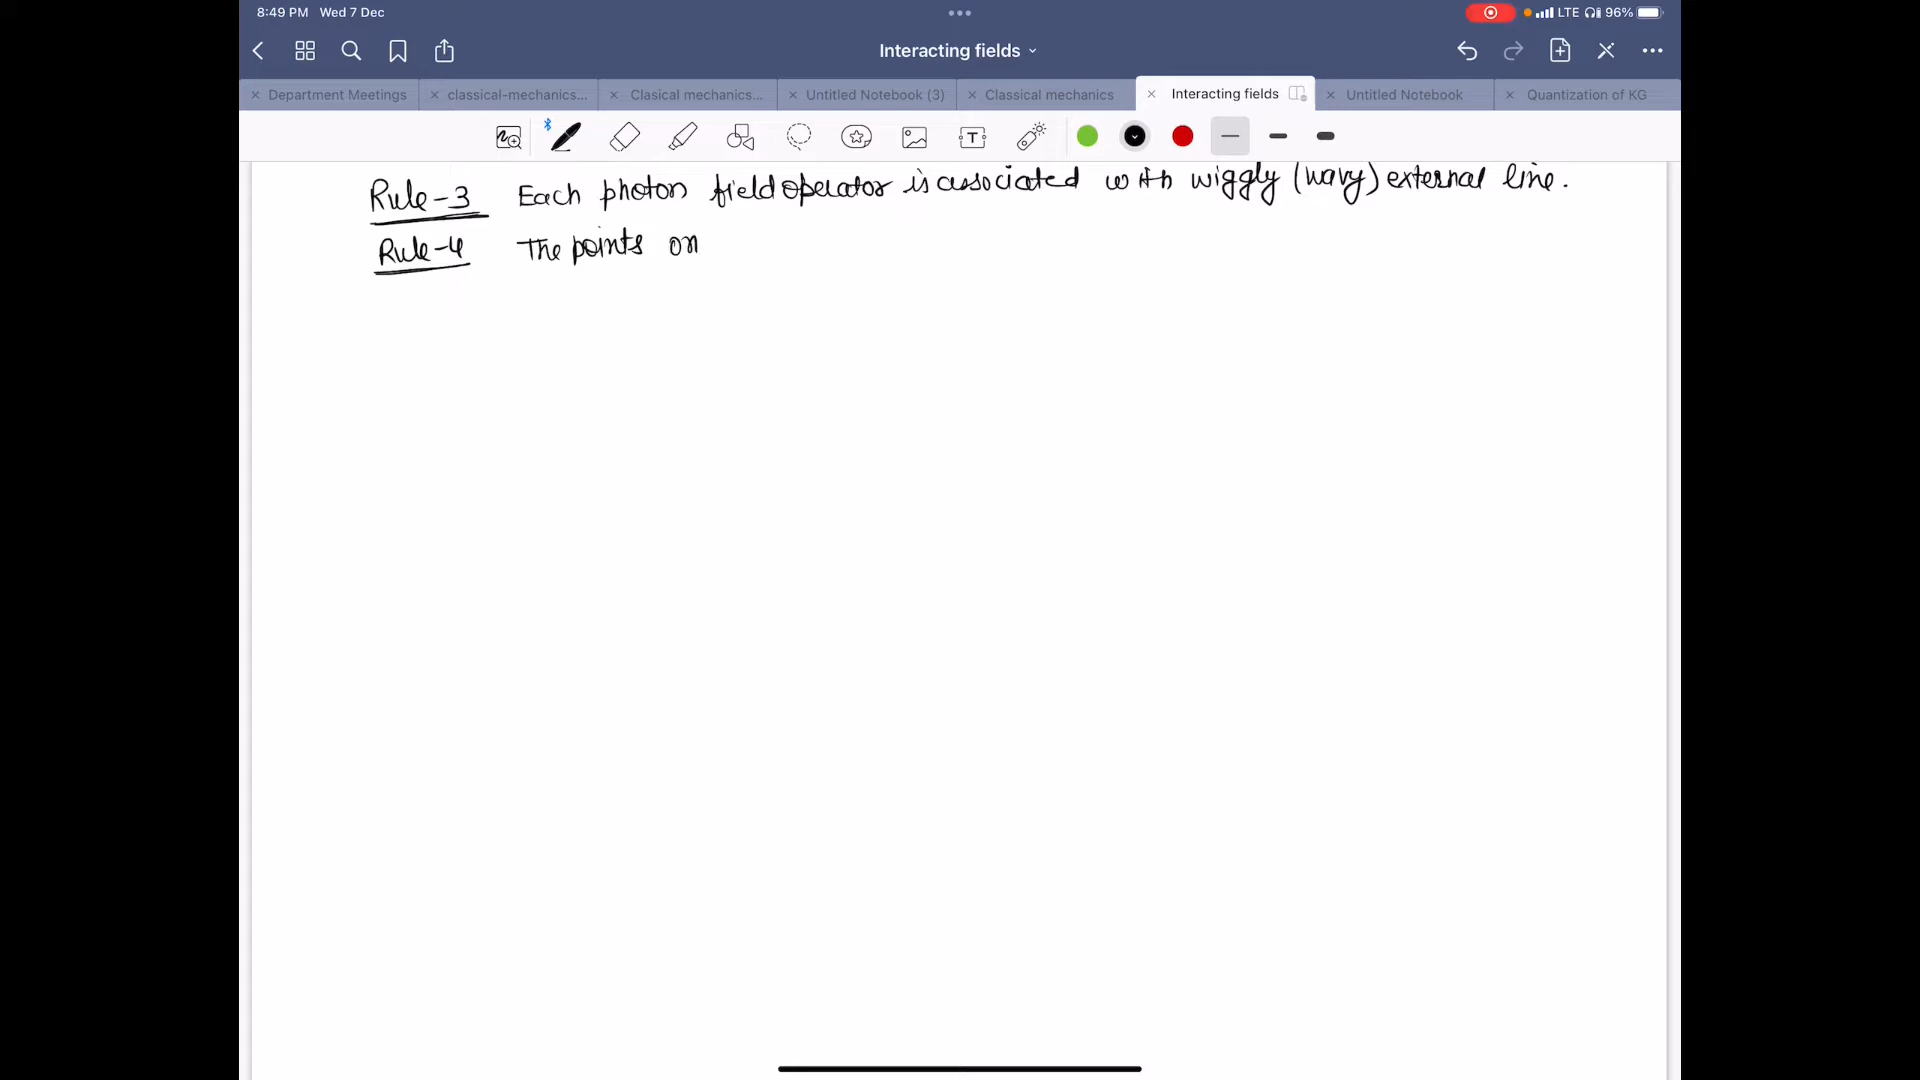 8:49 PM Wed 7 Dec
LTE 96%
Interacting fields
Department Meetings classical-mechanics... Clasical mechanics... Untitled Notebook (3) Classical mechanics Interacting fields Untitled Notebook Quantization of KG
T
Rule-3 Each photon field operator is associated with wiggly (wavy) external line.
Rule-4 The points on